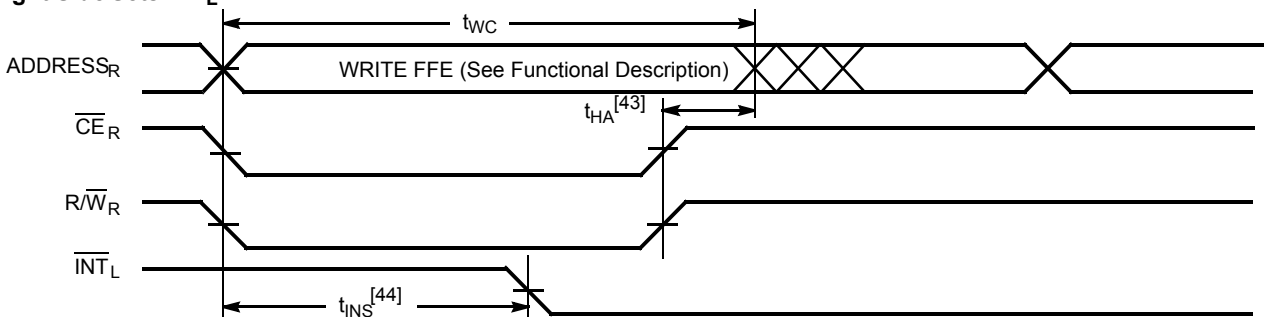 t_WC
ADDRESS_R
WRITE FFE (See Functional Description)
t_HA[43]
CE_R
R/W_R
INT_L
t_INS[44]